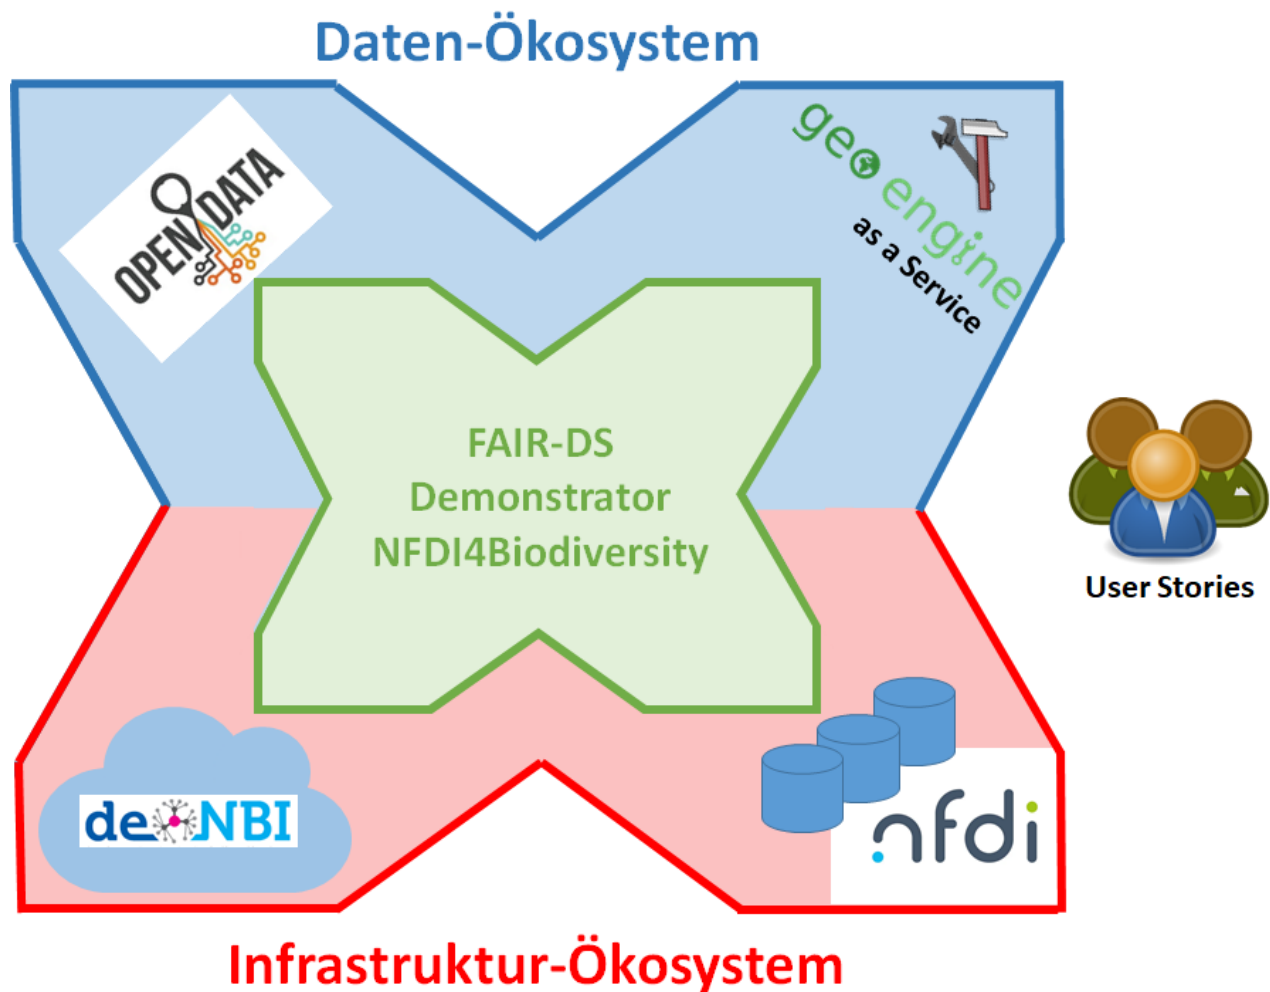 Daten-Ökosystem
OPEN DATA
geo engine
as a Service
FAIR-DS
Demonstrator
NFDI4Biodiversity
User Stories
de NBI
nfdi
Infrastruktur-Ökosystem